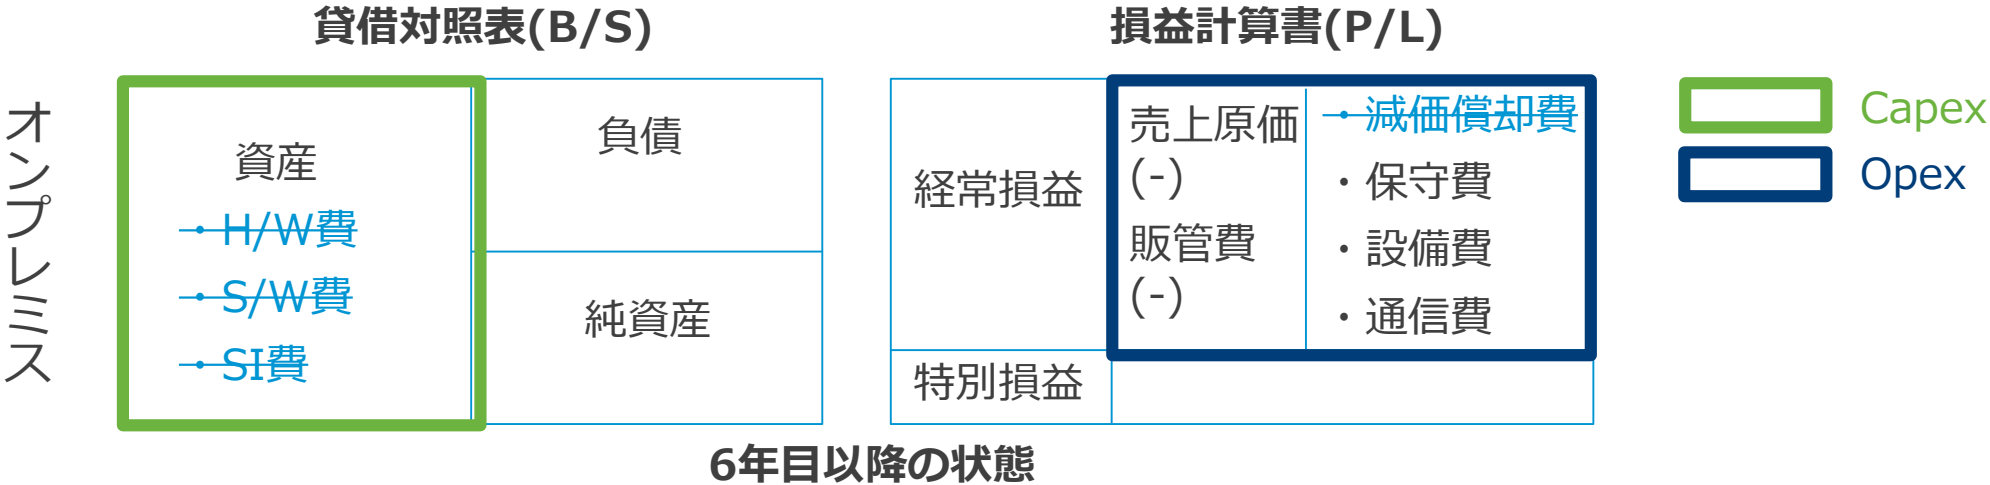 貸借対照表(B/S)
損益計算書(P/L)
オンプレミス
資産
・H/W費
・S/W費
・SI費
負債
純資産
経常損益
特別損益
売上原価
(-)
販管費
(-)
・減価償却費
・保守費
・設備費
・通信費
Capex
Opex
6年目以降の状態